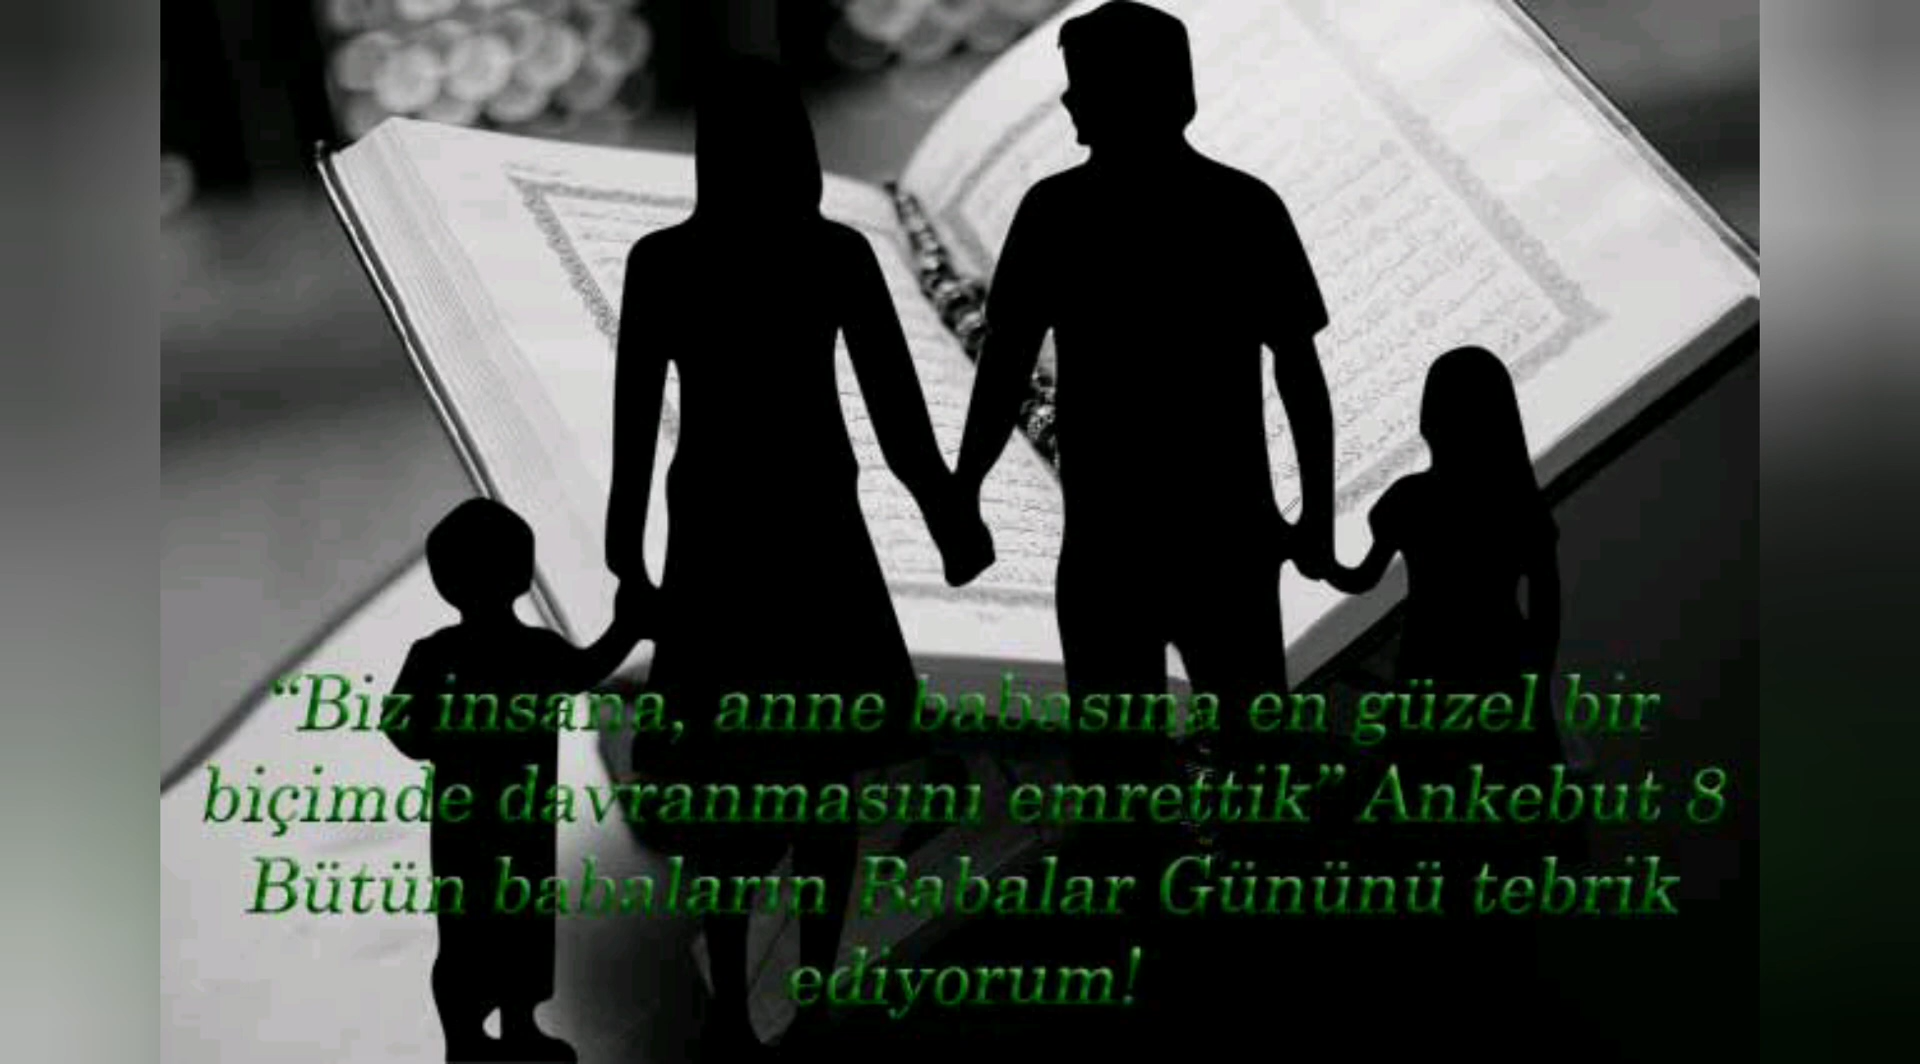 “Biz insana, anne babasına en güzel bir
biçimde davranmasını emrettik” Ankebut 8
Bütün babaların Babalar Gününü tebrik
ediyorum!